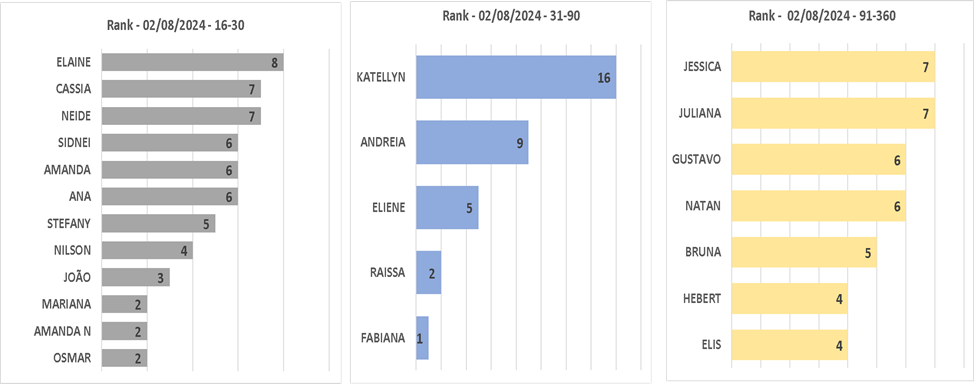 Rank - 02/08/2024 - 16-30
ELAINE 8
CASSIA 7
NEIDE 7
SIDNEI 6
AMANDA 6
ANA 6
STEFANY 5
NILSON 4
JOÃO 3
MARIANA 2
AMANDA N 2
OSMAR 2
Rank - 02/08/2024 - 31-90
KATELLYN 16
ANDREIA 9
ELIENE 5
RAISSA 2
FABIANA 1
Rank - 02/08/2024 - 91-360
JESSICA 7
JULIANA 7
GUSTAVO 6
NATAN 6
BRUNA 5
HEBERT 4
ELIS 4